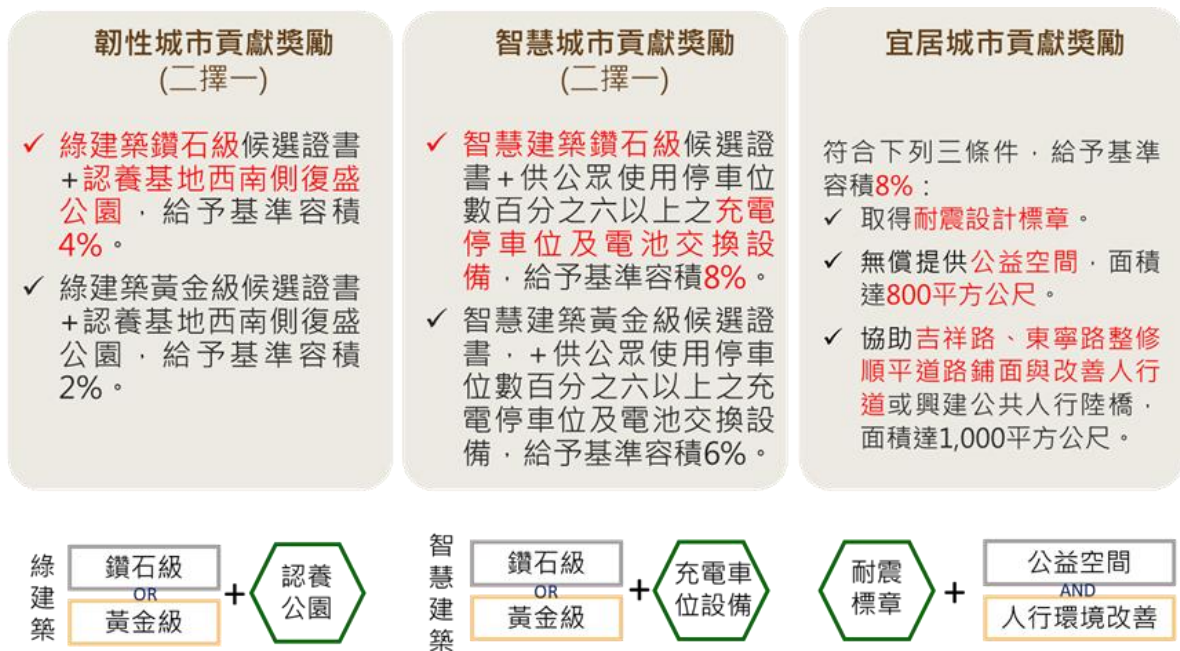 韌性城市貢獻獎勵
(二擇一)
✓ 綠建築鑽石級候選證書
+認養基地西南側復盛
公園，給予基準容積
4%。
✓ 綠建築黃金級候選證書
+認養基地西南側復盛
公園，給予基準容積
2%。
智慧城市貢獻獎勵
(二擇一)
✓ 智慧建築鑽石級候選證
書+供公眾使用停車位
數百分之六以上之充電
停車位及電池交換設
備，給予基準容積8%。
✓ 智慧建築黃金級候選證
書，+供公眾使用停車
位數百分之六以上之充
電停車位及電池交換設
備，給予基準容積6%。
宜居城市貢獻獎勵
符合下列三條件，給予基準
容積8%：
✓ 取得耐震設計標章。
✓ 無償提供公益空間，面積
達800平方公尺。
✓ 協助吉祥路、東寧路整修
順平道路鋪面與改善人行
道或興建公共人行陸橋，
面積達1,000平方公尺。
綠建築
鑽石級
OR
黃金級
+
認養
公園
智慧建築
鑽石級
OR
黃金級
+
充電車
位設備
耐震
標章
+
公益空間
AND
人行環境改善